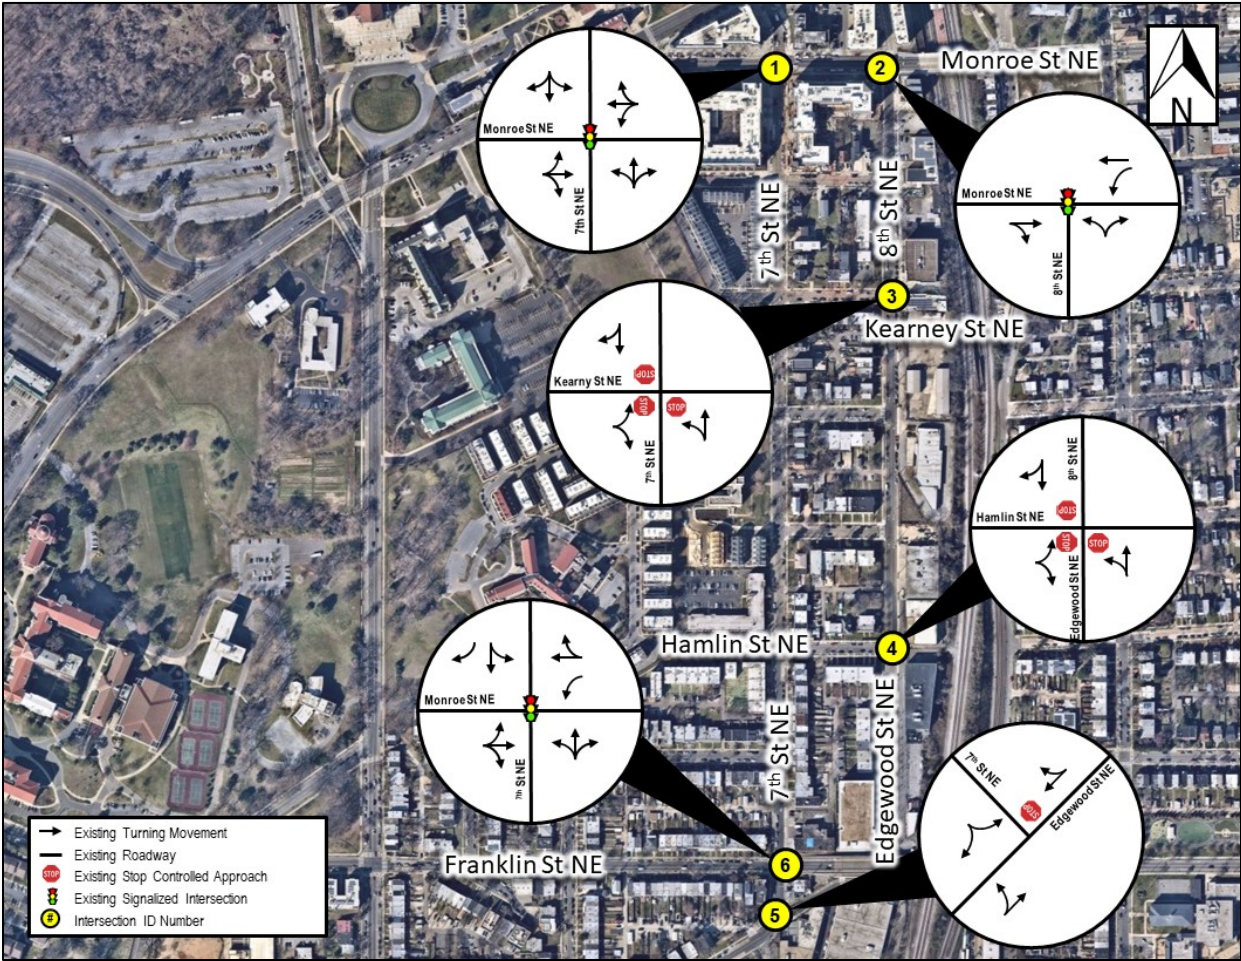 1
2
Monroe St NE
N
Monroe St NE
7th St NE
Monroe St NE
8th St NE
7th St NE
8th St NE
3
Kearney St NE
Kearny St NE
STOP
STOP
STOP
7th St NE
8th St NE
Hamlin St NE
STOP
STOP
STOP
Edgewood St NE
Hamlin St NE
4
Monroe St NE
7th St NE
7th St NE
Edgewood St NE
7th St NE
STOP
Edgewood St NE
Franklin St NE
6
5
Existing Turning Movement
Existing Roadway
STOP
Existing Stop Controlled Approach
Existing Signalized Intersection
#
Intersection ID Number